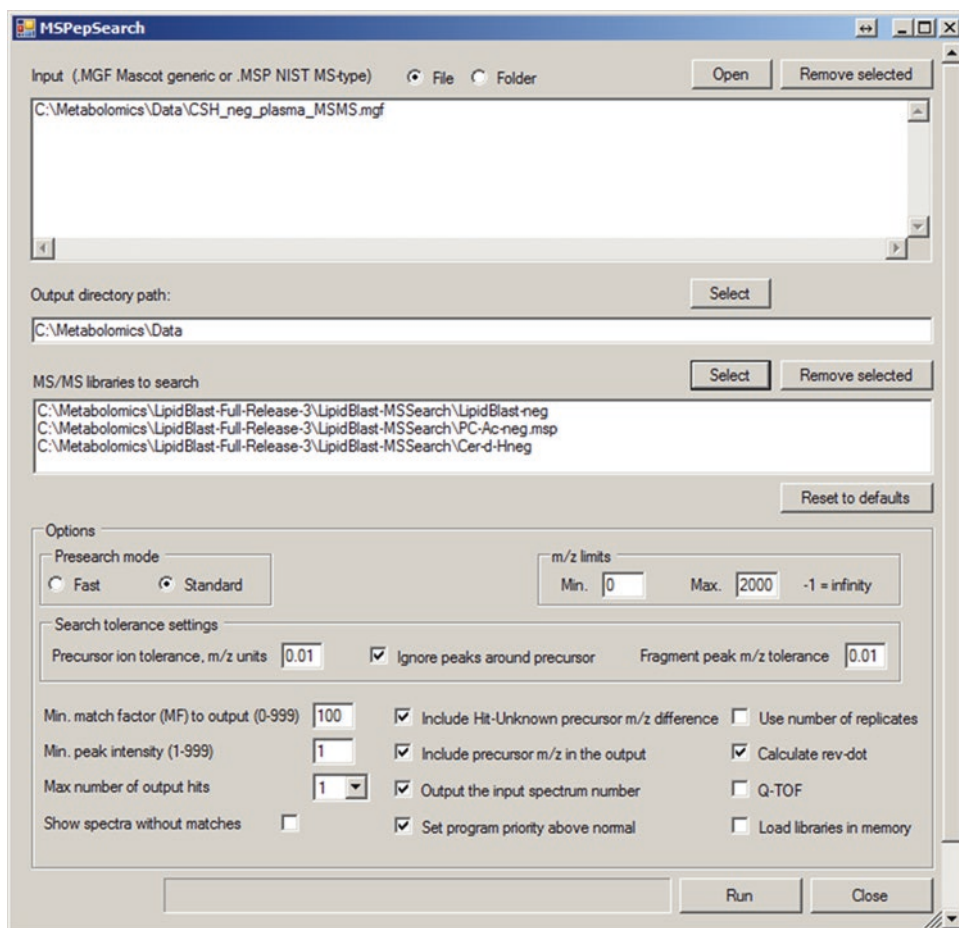 MSPepSearch
Input (.MGF Mascot generic or .MSP NIST MS-type) File Folder Open Remove selected
C:\Metabolomics\Data\CSH_neg_plasma_MSMS.mgf
Output directory path: Select
C:\Metabolomics\Data
MS/MS libraries to search Select Remove selected
C:\Metabolomics\LipidBlast-Full-Release-3\LipidBlast-MSSearch\LipidBlast-neg
C:\Metabolomics\LipidBlast-Full-Release-3\LipidBlast-MSSearch\PC-Ac-neg.msp
C:\Metabolomics\LipidBlast-Full-Release-3\LipidBlast-MSSearch\Cer-d-Hneg
Reset to defaults
Options
Presearch mode m/z limits
Fast Standard Min. 0 Max. 2000 -1 = infinity
Search tolerance settings
Precursor ion tolerance, m/z units 0.01 Ignore peaks around precursor Fragment peak m/z tolerance 0.01
Min. match factor (MF) to output (0-999) 100 Include Hit-Unknown precursor m/z difference Use number of replicates
Min. peak intensity (1-999) 1 Include precursor m/z in the output Calculate rev-dot
Max number of output hits 1 Output the input spectrum number Q-TOF
Show spectra without matches Set program priority above normal Load libraries in memory
Run Close